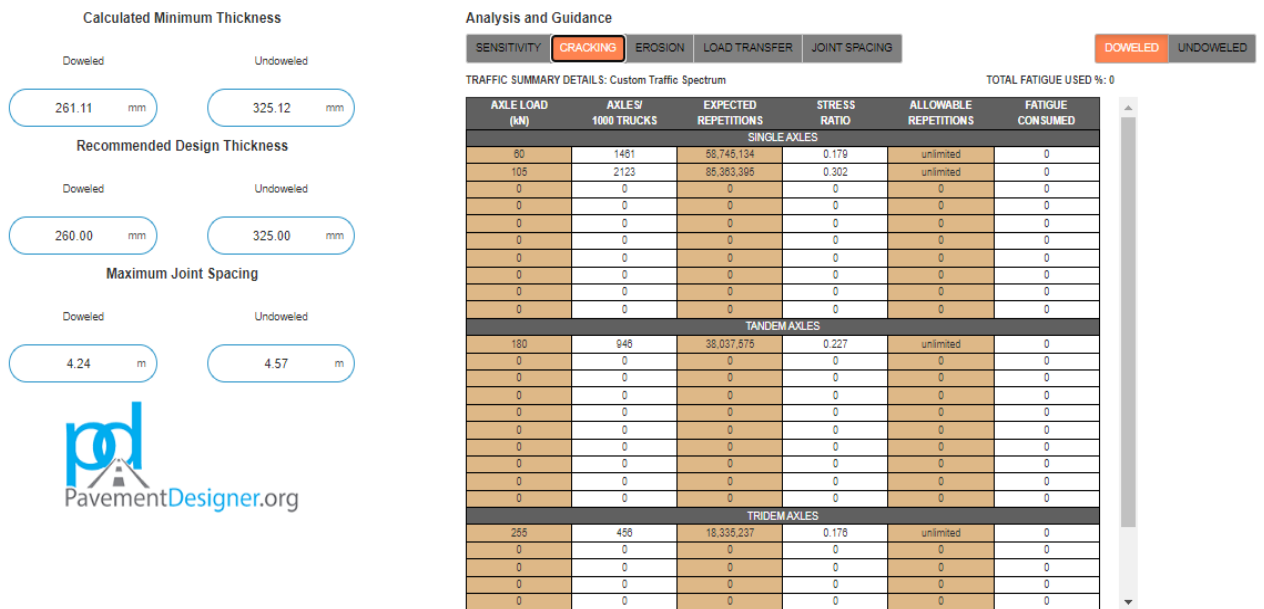 Calculated Minimum Thickness
Doweled Undoweled
261.11 mm 325.12 mm
Recommended Design Thickness
Doweled Undoweled
260.00 mm 325.00 mm
Maximum Joint Spacing
Doweled Undoweled
4.24 m 4.57 m
pd
PavementDesigner.org
Analysis and Guidance
SENSITIVITY CRACKING EROSION LOAD TRANSFER JOINT SPACING DOWELED UNDOWELED
TRAFFIC SUMMARY DETAILS: Custom Traffic Spectrum TOTAL FATIGUE USED %: 0
AXLE LOAD AXLES/ EXPECTED STRESS ALLOWABLE FATIGUE
(kN) 1000 TRUCKS REPETITIONS RATIO REPETITIONS CONSUMED
SINGLE AXLES
60 1461 58,745,134 0.179 unlimited 0
105 2123 85,363,395 0.302 unlimited 0
0 0 0 0 0 0
0 0 0 0 0 0
0 0 0 0 0 0
0 0 0 0 0 0
0 0 0 0 0 0
0 0 0 0 0 0
0 0 0 0 0 0
0 0 0 0 0 0
TANDEM AXLES
180 946 38,037,575 0.227 unlimited 0
0 0 0 0 0 0
0 0 0 0 0 0
0 0 0 0 0 0
0 0 0 0 0 0
0 0 0 0 0 0
0 0 0 0 0 0
0 0 0 0 0 0
0 0 0 0 0 0
0 0 0 0 0 0
TRIDEM AXLES
255 456 18,335,237 0.176 unlimited 0
0 0 0 0 0 0
0 0 0 0 0 0
0 0 0 0 0 0
0 0 0 0 0 0